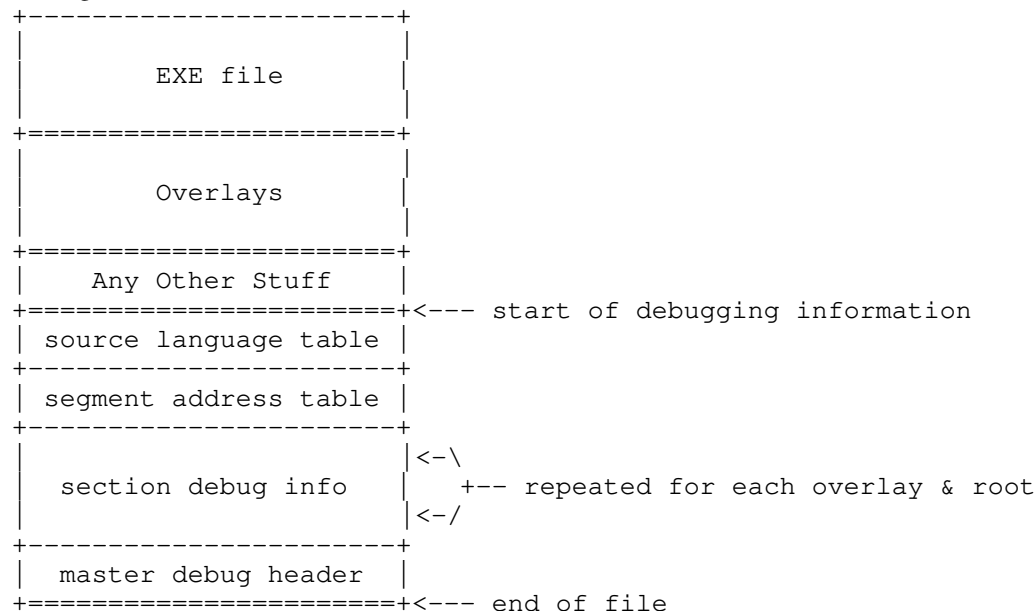 +-----------------------+
|                       |
|       EXE file        |
|                       |
+=======================+
|                       |
|       Overlays        |
|                       |
+=======================+
|    Any Other Stuff    |
+=======================+<--- start of debugging information
| source language table |
+-----------------------+
| segment address table |
+-----------------------+
|                       |<-\
|  section debug info   |   +-- repeated for each overlay & root
|                       |<-/
+-----------------------+
|  master debug header  |
+=======================+<--- end of file